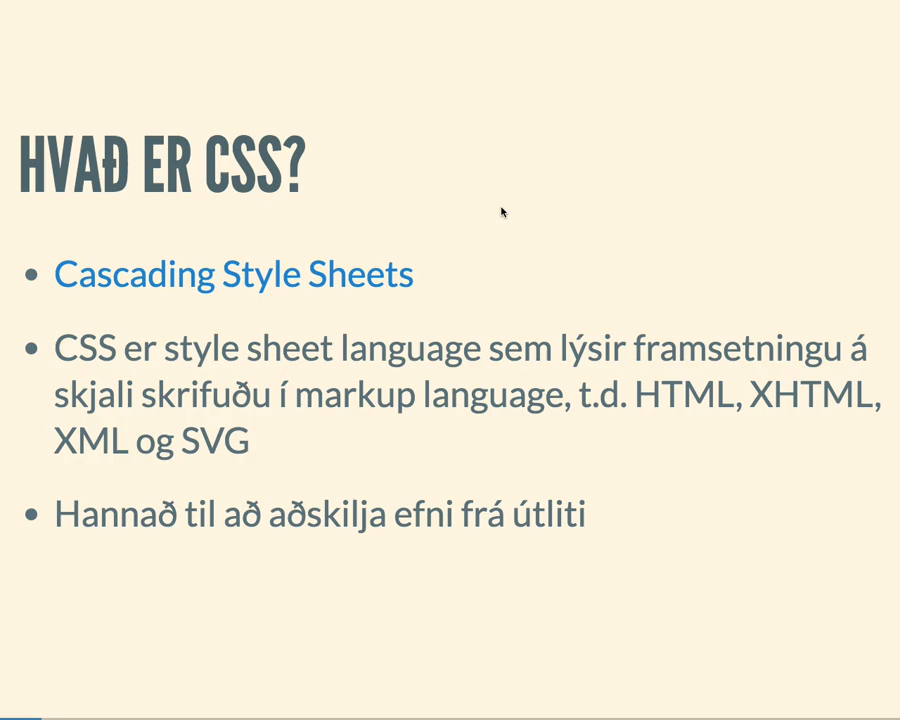 HVAÐ ER CSS?
Cascading Style Sheets
CSS er style sheet language sem lýsir framsetningu á
skjali skrifuðu í markup language, t.d. HTML, XHTML,
XML og SVG
Hannað til að aðskilja efni frá útliti